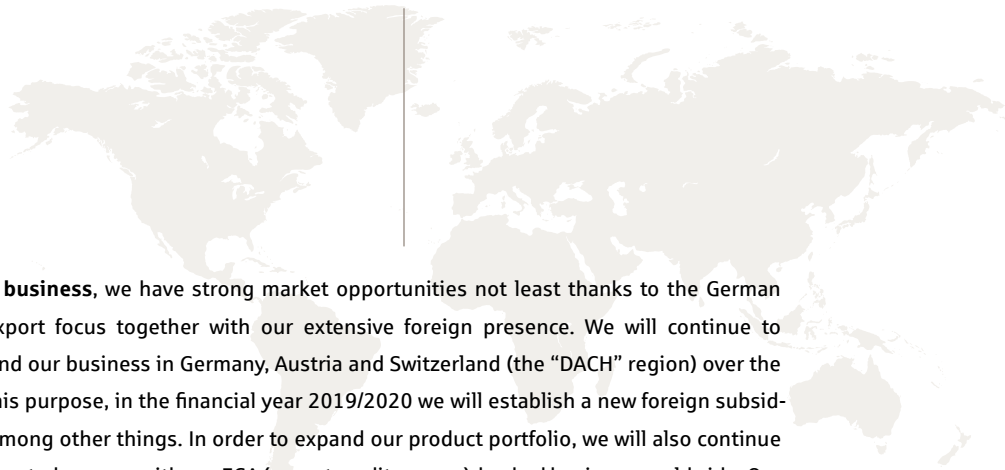 business, we have strong market opportunities not least thanks to the German
xport focus together with our extensive foreign presence. We will continue to
nd our business in Germany, Austria and Switzerland (the “DACH” region) over the
his purpose, in the financial year 2019/2020 we will establish a new foreign subsid-
mong other things. In order to expand our product portfolio, we will also continue